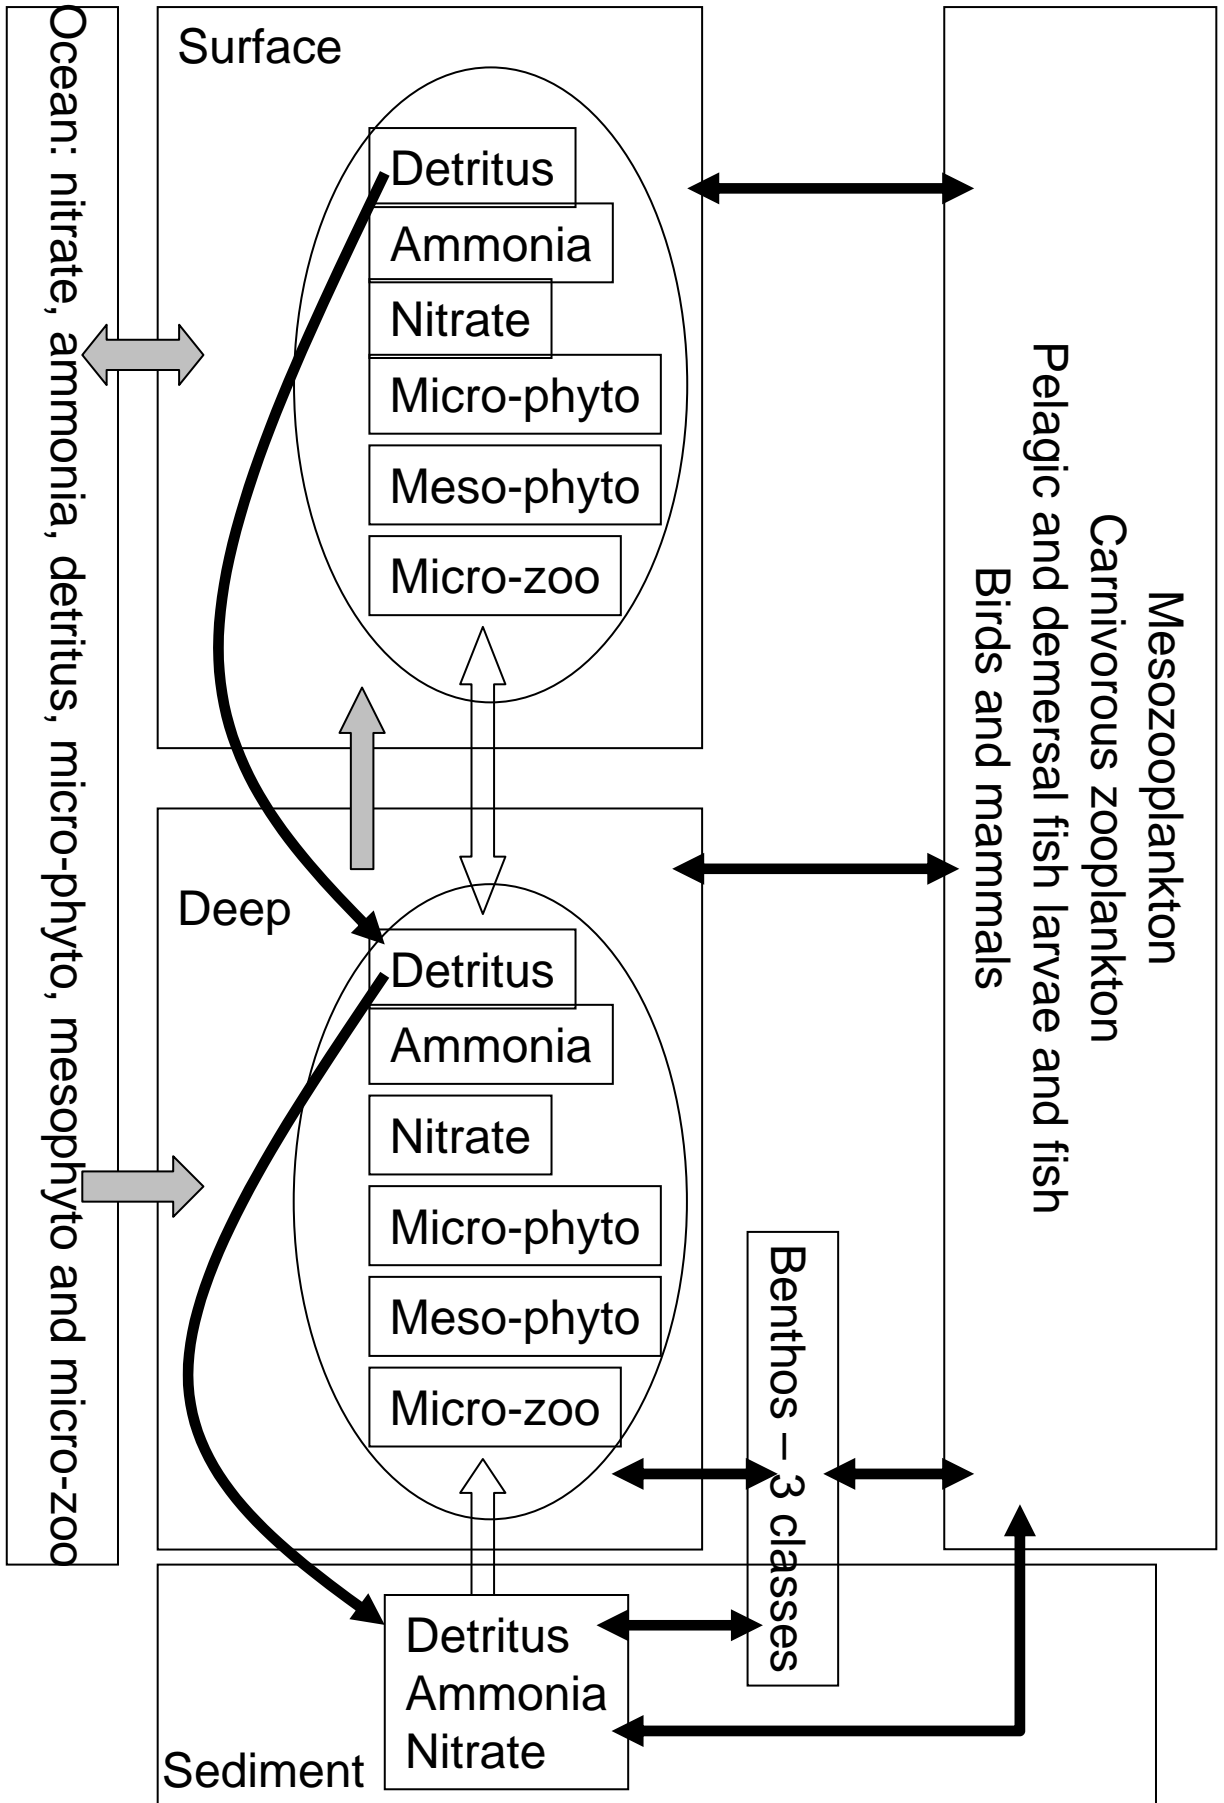 Ocean: nitrate, ammonia, detritus, micro-phyto, mesophyto and micro-zoo
Surface
Detritus
Ammonia
Nitrate
Micro-phyto
Meso-phyto
Micro-zoo
Deep
Detritus
Ammonia
Nitrate
Micro-phyto
Meso-phyto
Micro-zoo
Benthos – 3 classes
Mesozooplankton
Carnivorous zooplankton
Pelagic and demersal fish larvae and fish
Birds and mammals
Detritus
Ammonia
Nitrate
Sediment